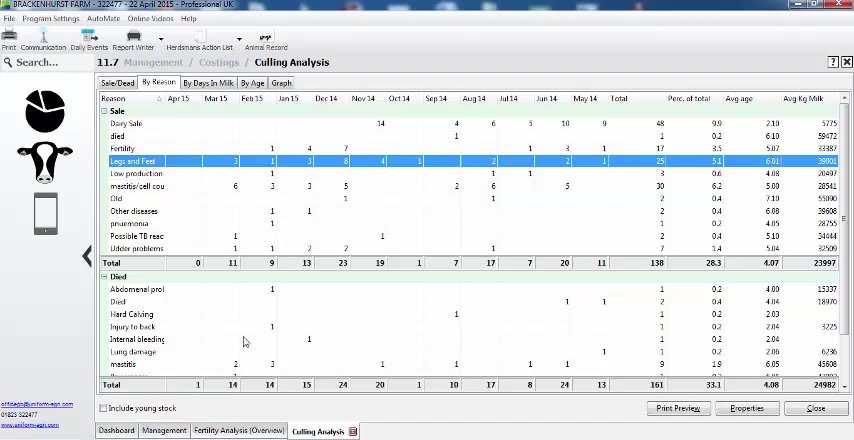 BRACKENHURST FARM - 322477 - 22 April 2015 - Professional UK
File Program Settings AutoMate Online Videos Help
Print Communication Daily Events Report Writer Herdsmans Action List Animal Record
Search... 11.7 Management / Costings / Culling Analysis ?
Sale/Dead By Reason By Days In Milk By Age Graph
Reason Apr 15 Mar 15 Feb 15 Jan 15 Dec 14 Nov 14 Oct 14 Sep 14 Aug 14 Jul 14 Jun 14 May 14 Total Perc. of total Avg age Avg Kg Milk
Sale
Dairy Sale 14 4 6 5 10 9 48 9.9 2.10 5775
died 1 1 0.2 6.10 59472
Fertility 1 4 7 1 3 1 17 3.5 5.07 33387
Legs and Feet 3 1 3 8 4 1 2 2 1 25 5.1 6.01 39001
Low production 1 1 1 3 0.6 4.08 20497
mastitis/cell cou 6 3 3 5 2 6 5 30 6.2 5.00 28541
Old 1 1 2 0.4 7.10 55090
Other diseases 1 1 2 0.4 6.08 39608
pnuemonia 1 1 0.2 4.05 28755
Possible TB reac 1 1 2 0.4 5.10 34444
Udder problems 1 1 2 2 1 7 1.4 5.04 32509
Total 0 11 9 13 23 19 1 7 17 7 20 11 138 28.3 4.07 23997
Died
Abdomenal prol 1 1 0.2 4.00 15337
Died 1 1 2 0.4 4.04 18970
Hard Calving 1 1 0.2 2.03
Injury to back 1 1 0.2 4.04 3225
Internal bleeding 1 1 0.2 2.04
Lung damage 1 1 0.2 2.06 6236
mastitis 2 3 1 1 1 1 9 1.9 6.05 45608
Total 1 14 14 15 24 20 1 10 17 8 24 13 161 33.1 4.08 24982
officegb@uniform-agri.com
01823 322477
www.uniform-agri.com
Include young stock Print Preview Properties Close
Dashboard Management Fertility Analysis (Overview) Culling Analysis